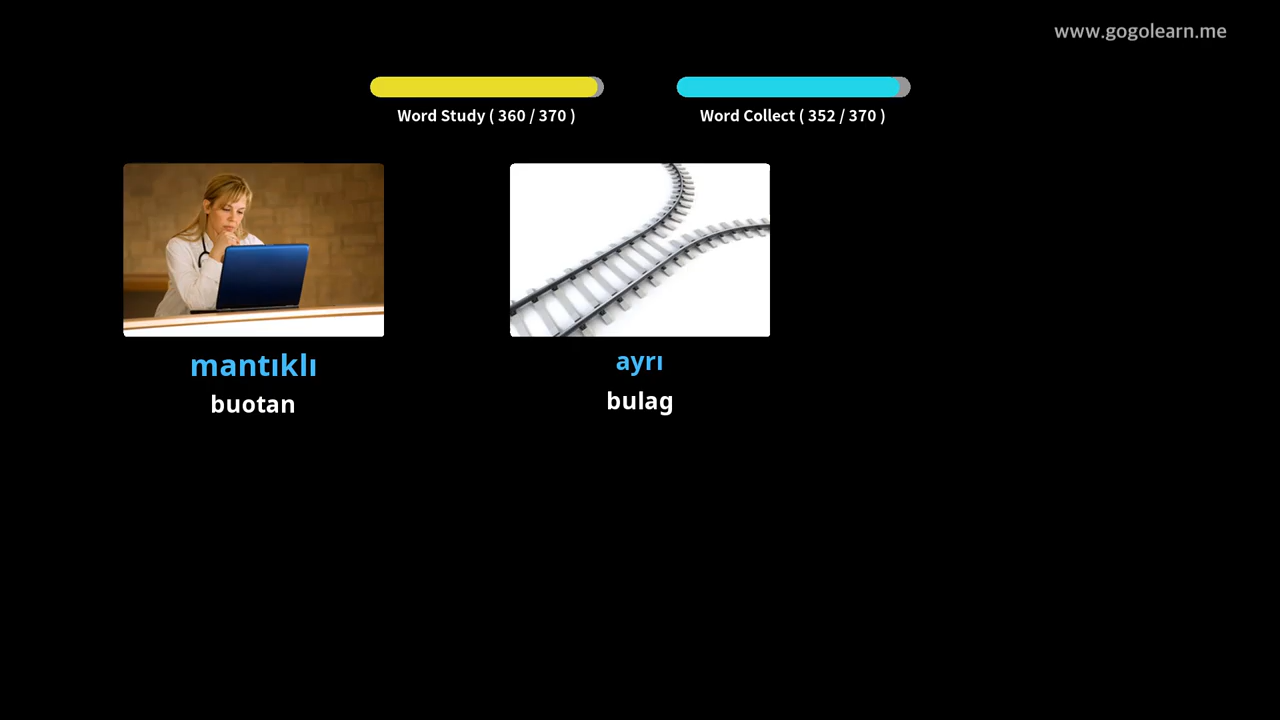 www.gogolearn.me
Word Study ( 360 / 370 )
Word Collect ( 352 / 370 )
mantıklı
buotan
ayrı
bulag